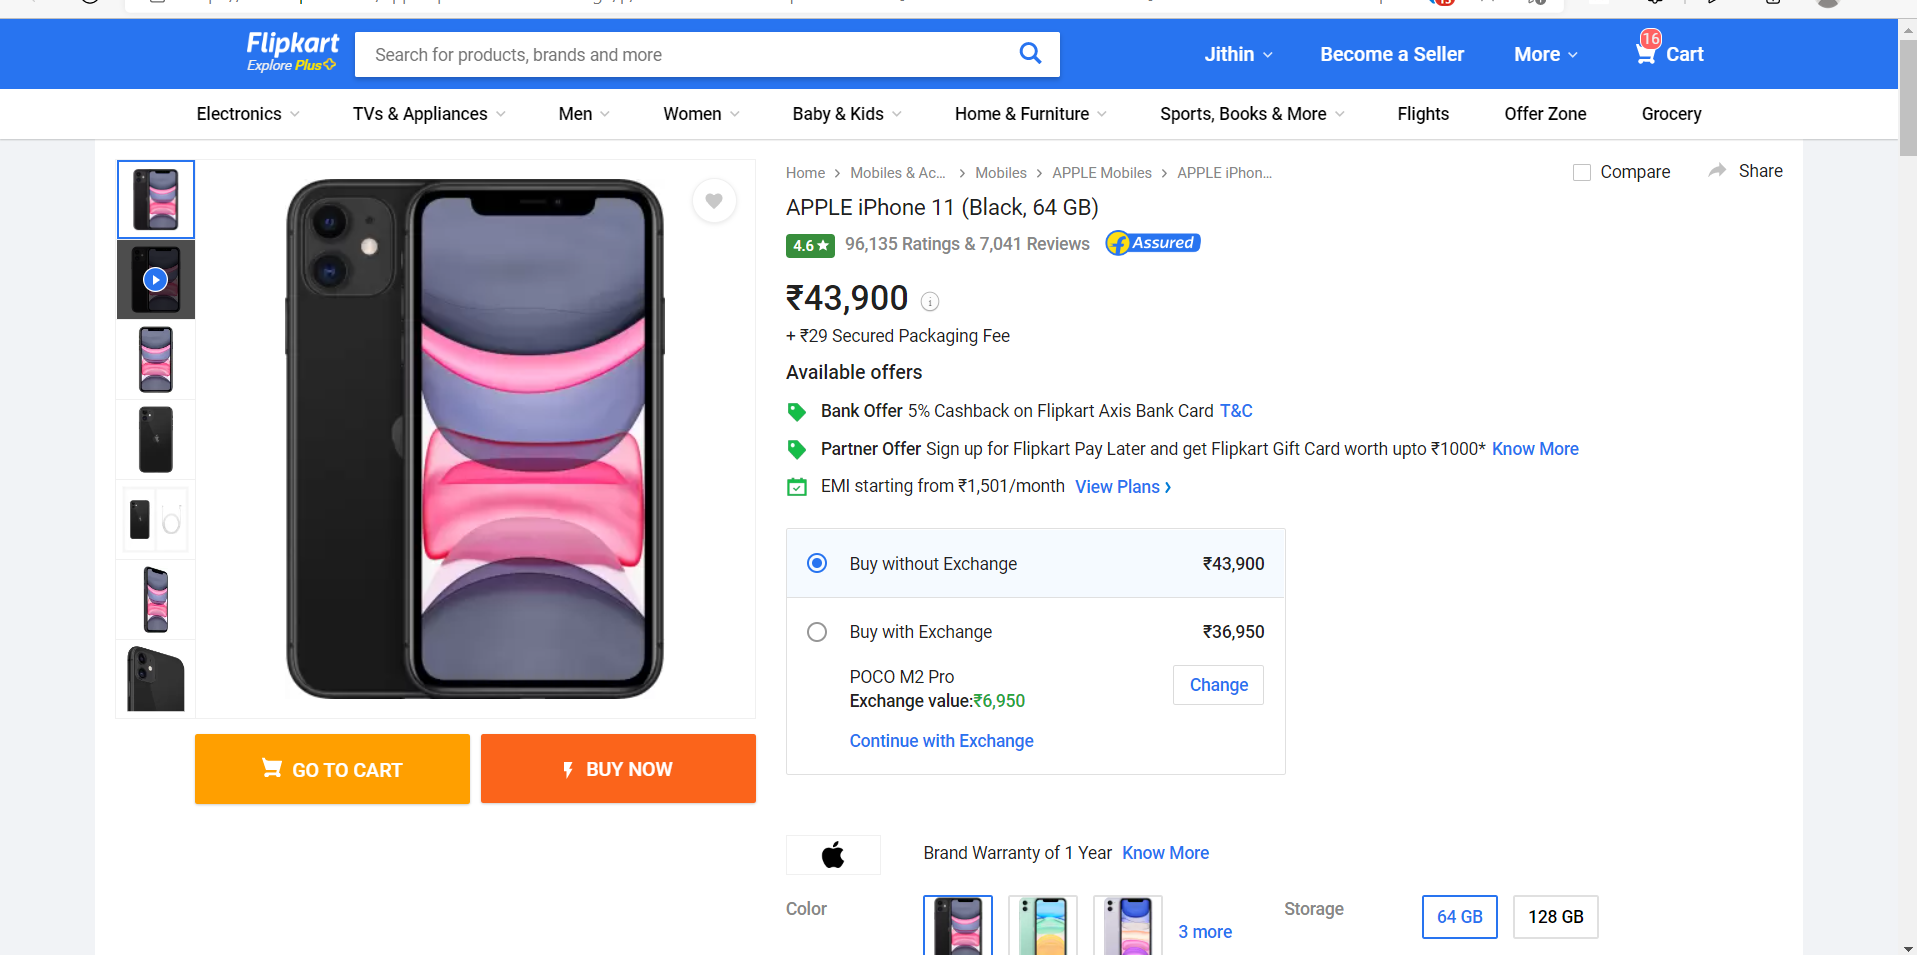 Flipkart
Explore Plus
Search for products, brands and more
Jithin
Become a Seller
More
16
Cart
Electronics
TVs & Appliances
Men
Women
Baby & Kids
Home & Furniture
Sports, Books & More
Flights
Offer Zone
Grocery
Home
Mobiles & Ac...
Mobiles
APPLE Mobiles
APPLE iPhon...
Compare
Share
APPLE iPhone 11 (Black, 64 GB)
4.6★ 96,135 Ratings & 7,041 Reviews Assured
₹43,900
+ ₹29 Secured Packaging Fee
Available offers
Bank Offer 5% Cashback on Flipkart Axis Bank Card T&C
Partner Offer Sign up for Flipkart Pay Later and get Flipkart Gift Card worth upto ₹1000* Know More
EMI starting from ₹1,501/month View Plans ›
Buy without Exchange ₹43,900
Buy with Exchange ₹36,950
POCO M2 Pro
Exchange value:₹6,950
Change
Continue with Exchange
GO TO CART
BUY NOW
Brand Warranty of 1 Year Know More
Color
3 more
Storage
64 GB
128 GB